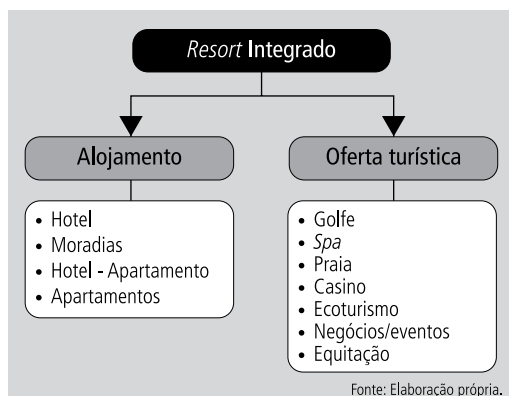 Resort Integrado
Alojamento
• Hotel
• Moradias
• Hotel - Apartamento
• Apartamentos
Oferta turística
• Golfe
• Spa
• Praia
• Casino
• Ecoturismo
• Negócios/eventos
• Equitação
Fonte: Elaboração própria.